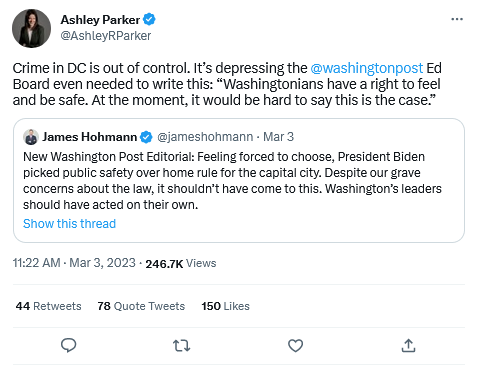 Ashley Parker
@AshleyRParker
Crime in DC is out of control. It’s depressing the @washingtonpost Ed
Board even needed to write this: “Washingtonians have a right to feel
and be safe. At the moment, it would be hard to say this is the case.”
James Hohmann @jameshohmann · Mar 3
New Washington Post Editorial: Feeling forced to choose, President Biden
picked public safety over home rule for the capital city. Despite our grave
concerns about the law, it shouldn’t have come to this. Washington’s leaders
should have acted on their own.
Show this thread
11:22 AM · Mar 3, 2023 · 246.7K Views
44 Retweets 78 Quote Tweets 150 Likes